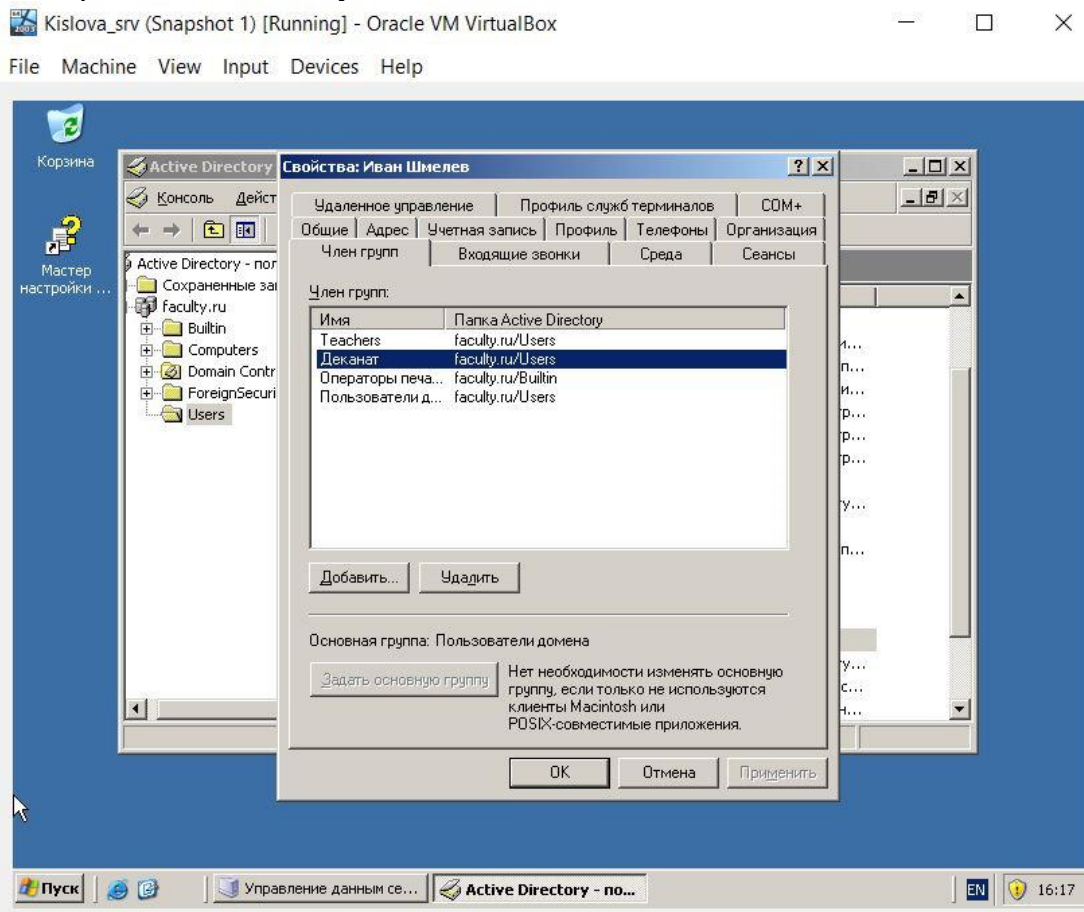 Kislova_srv (Snapshot 1) [Running] - Oracle VM VirtualBox
File Machine View Input Devices Help
Корзина
Мастер
настройки ...
Active Directory
Консоль Дейст
Active Directory - пол
Сохраненные за
faculty.ru
Builtin
Computers
Domain Contr
ForeignSecuri
Users
Свойства: Иван Шмелев
Удаленное управление Профиль служб терминалов COM+
Общие Адрес Учетная запись Профиль Телефоны Организация
Член групп Входящие звонки Среда Сеансы
Член групп:
Имя Папка Active Directory
Teachers faculty.ru/Users
Деканат faculty.ru/Users
Операторы печа... faculty.ru/Builtin
Пользователи д... faculty.ru/Users
Добавить... Удалить
Основная группа: Пользователи домена
Задать основную группу
Нет необходимости изменять основную
группу, если только не используются
клиенты Macintosh или
POSIX-совместимые приложения.
OK Отмена Применить
Пуск Управление данным се... Active Directory - по... EN 16:17